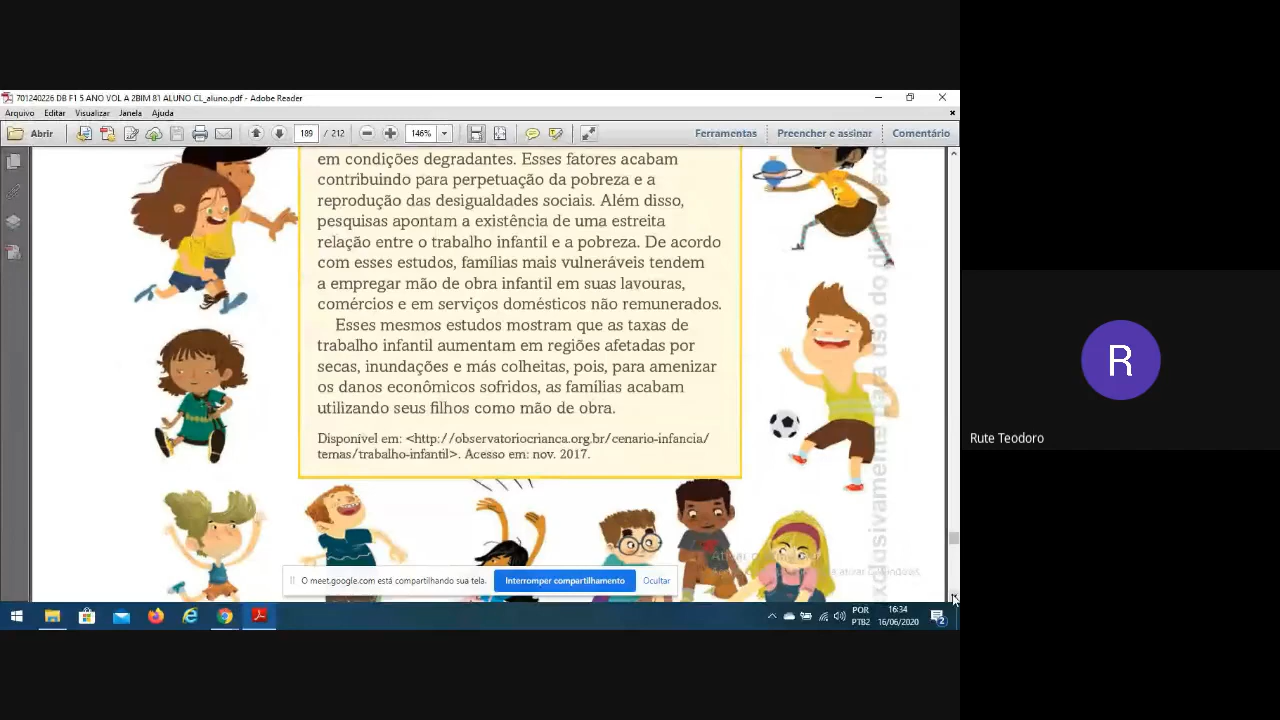 701240226 DB F1 5 ANO VOL A 2BIM 81 ALUNO CL_aluno.pdf - Adobe Reader
Arquivo Editar Visualizar Janela Ajuda
Abrir 189 / 212 146% Ferramentas Preencher e assinar Comentário
em condições degradantes. Esses fatores acabam
contribuindo para perpetuação da pobreza e a
reprodução das desigualdades sociais. Além disso,
pesquisas apontam a existência de uma estreita
relação entre o trabalho infantil e a pobreza. De acordo
com esses estudos, famílias mais vulneráveis tendem
a empregar mão de obra infantil em suas lavouras,
comércios e em serviços domésticos não remunerados.
Esses mesmos estudos mostram que as taxas de
trabalho infantil aumentam em regiões afetadas por
secas, inundações e más colheitas, pois, para amenizar
os danos econômicos sofridos, as famílias acabam
utilizando seus filhos como mão de obra.
Disponível em: <http://observatoriocrianca.org.br/cenario-infancia/
temas/trabalho-infantil>. Acesso em: nov. 2017.
para uso do digital
O meet.google.com está compartilhando sua tela. Interromper compartilhamento Ocultar
POR 16:34
PTB2 16/06/2020 2
R
Rute Teodoro